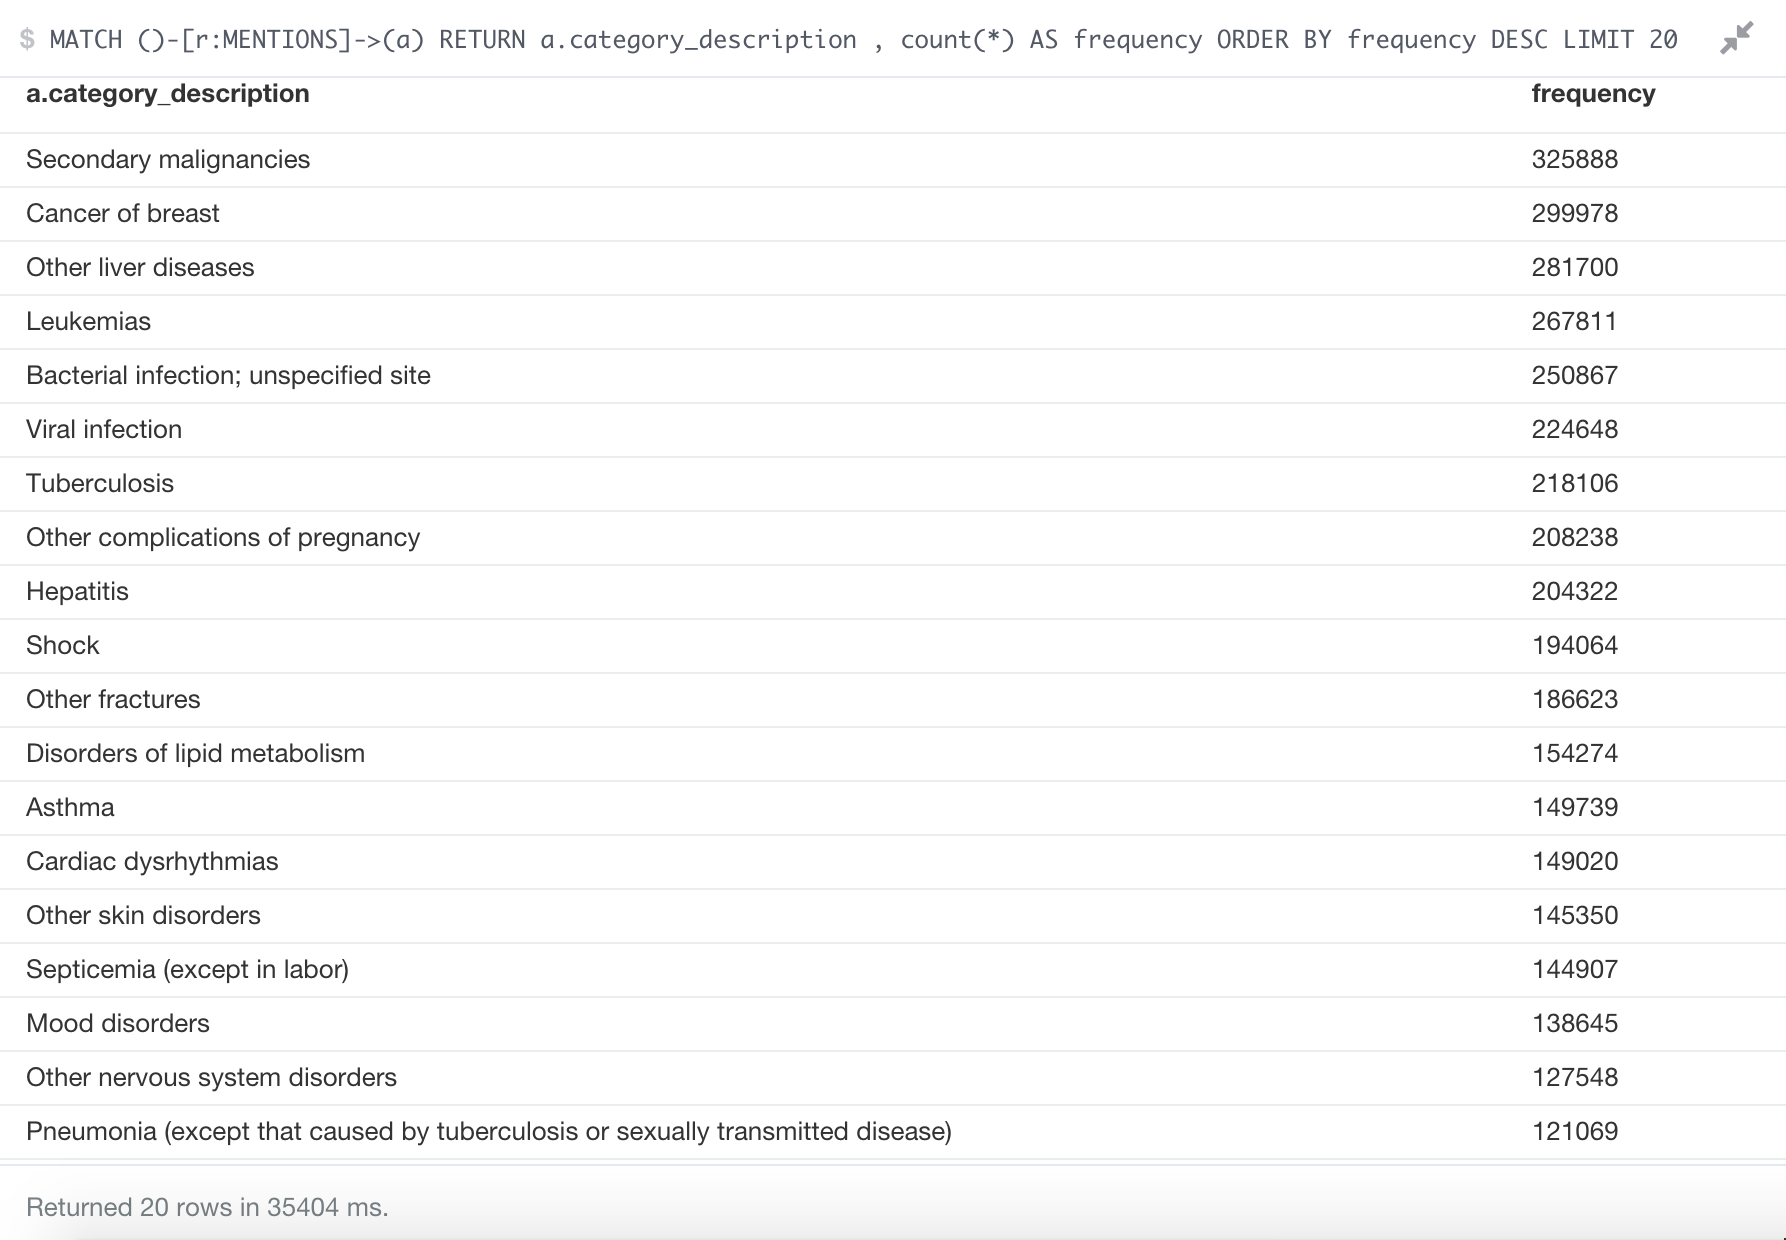 $ MATCH ()-[r:MENTIONS]->(a) RETURN a.category_description , count(*) AS frequency ORDER BY frequency DESC LIMIT 20
a.category_description frequency
Secondary malignancies 325888
Cancer of breast 299978
Other liver diseases 281700
Leukemias 267811
Bacterial infection; unspecified site 250867
Viral infection 224648
Tuberculosis 218106
Other complications of pregnancy 208238
Hepatitis 204322
Shock 194064
Other fractures 186623
Disorders of lipid metabolism 154274
Asthma 149739
Cardiac dysrhythmias 149020
Other skin disorders 145350
Septicemia (except in labor) 144907
Mood disorders 138645
Other nervous system disorders 127548
Pneumonia (except that caused by tuberculosis or sexually transmitted disease) 121069
Returned 20 rows in 35404 ms.